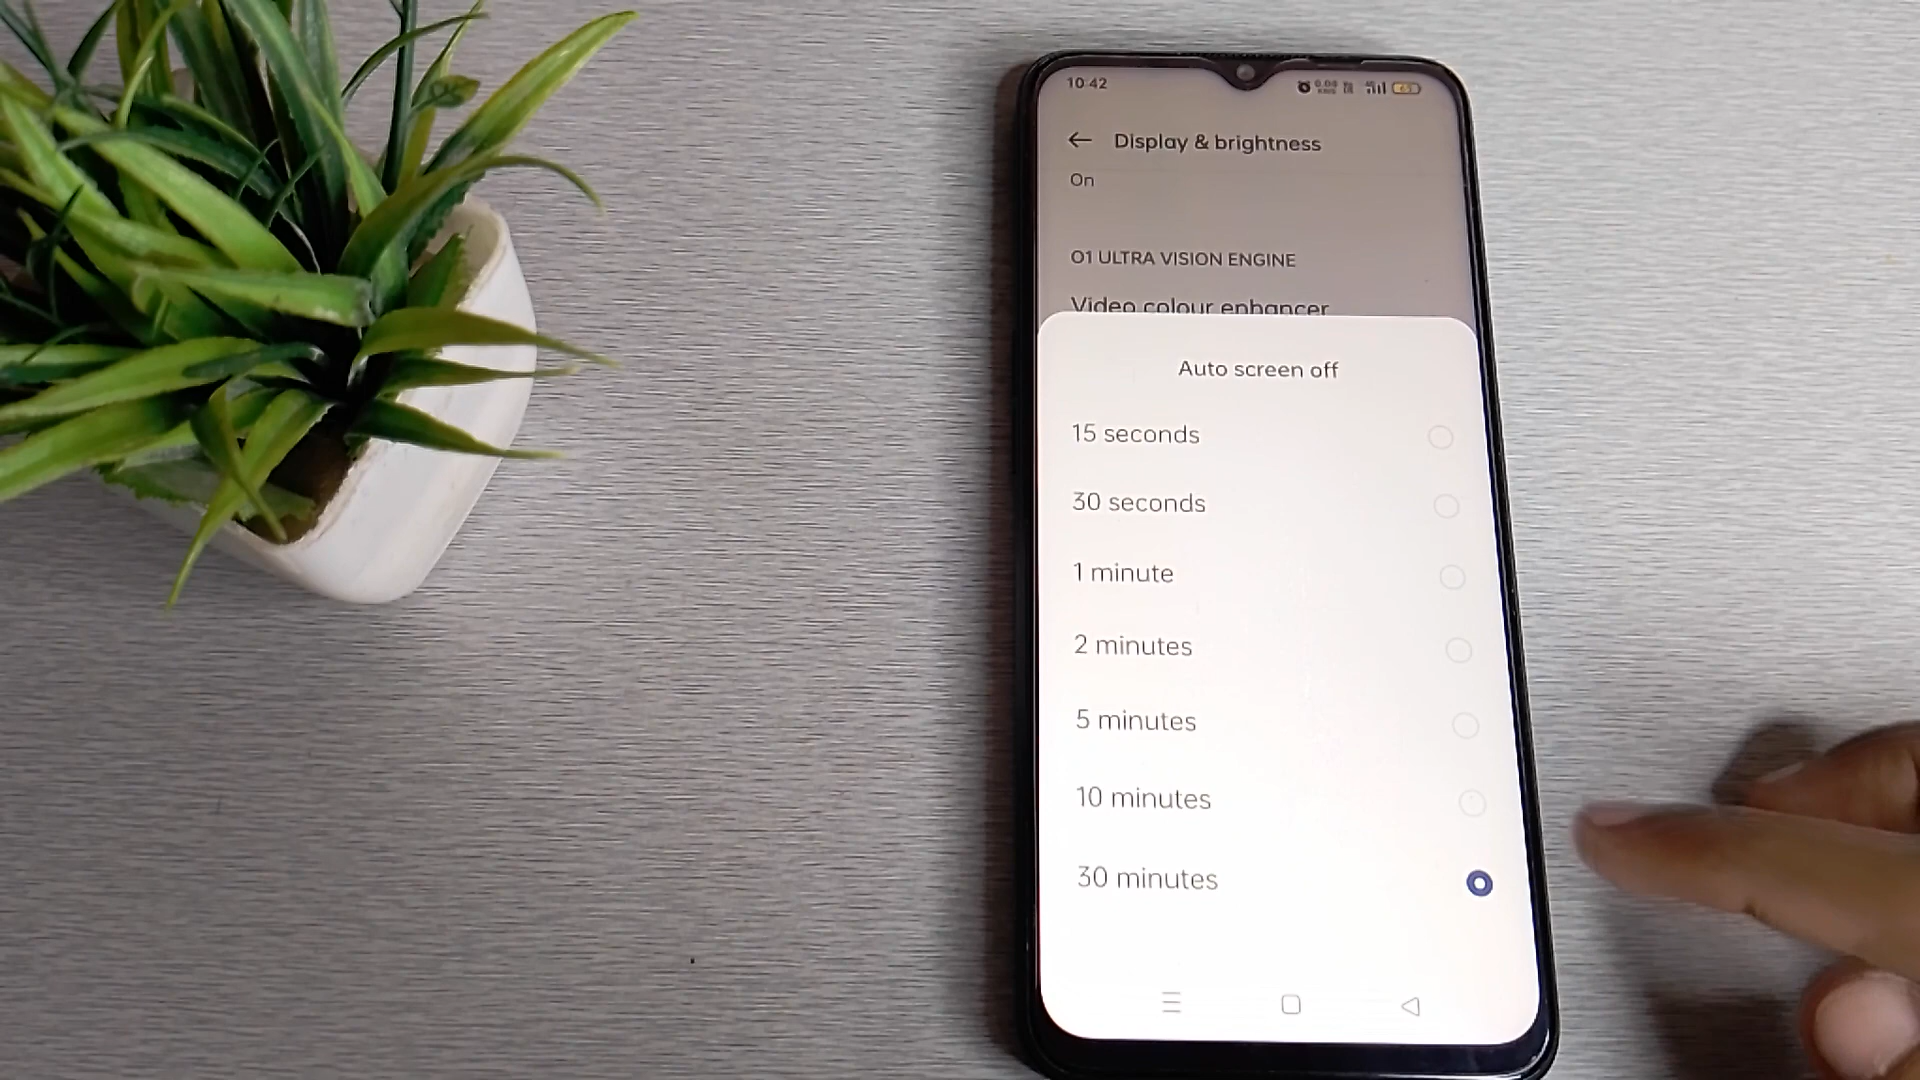 10:42
63
Display & brightness
On
O1 ULTRA VISION ENGINE
Video colour enhancer
Auto screen off
15 seconds
30 seconds
1 minute
2 minutes
5 minutes
10 minutes
30 minutes